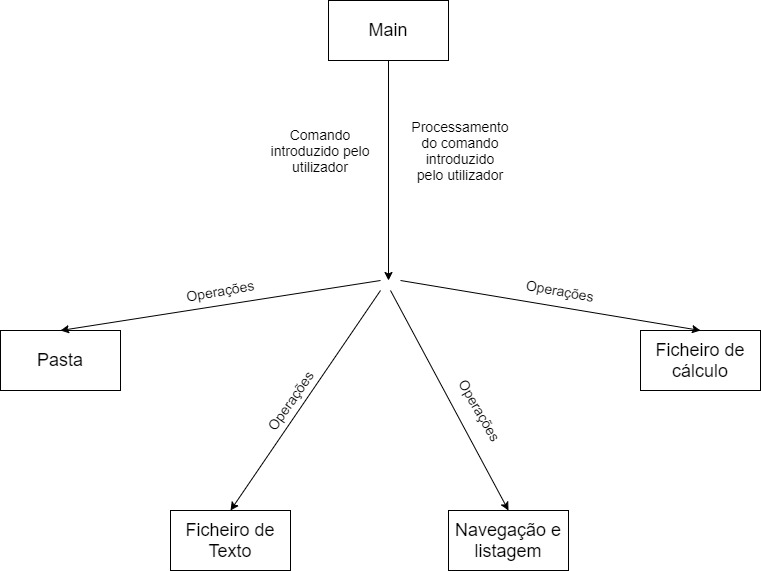 Main
Comando
introduzido pelo
utilizador
Processamento
do comando
introduzido
pelo utilizador
Operações
Operações
Operações
Operações
Pasta
Ficheiro de
cálculo
Ficheiro de
Texto
Navegação e
listagem